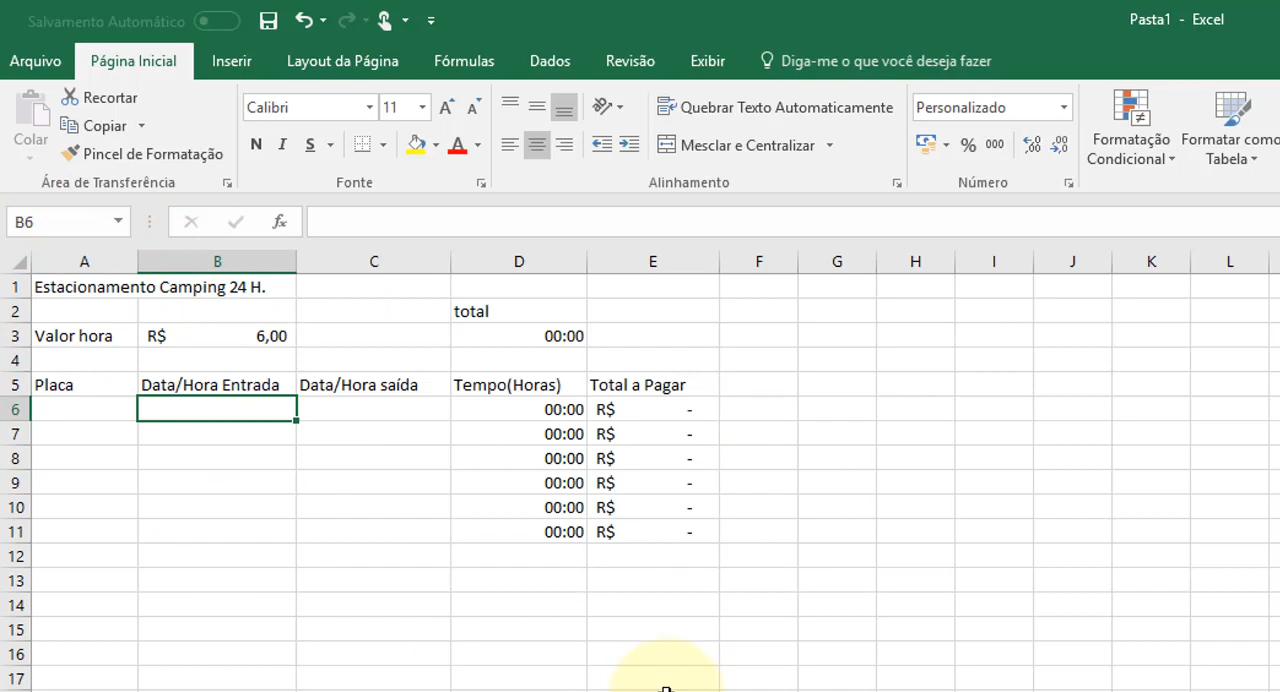 Salvamento Automático
Pasta1 - Excel
Arquivo
Página Inicial
Inserir
Layout da Página
Fórmulas
Dados
Revisão
Exibir
Diga-me o que você deseja fazer
Colar
Recortar
Copiar
Pincel de Formatação
Área de Transferência
Calibri
11
A A
N I S A
Fonte
Quebrar Texto Automaticamente
Mesclar e Centralizar
Alinhamento
Personalizado
% 000 ,00 ,00
Número
Formatação
Condicional
Formatar como
Tabela
B6
fx
A B C D E F G H I J K L
1 Estacionamento Camping 24 H.
2 total
3 Valor hora R$ 6,00 00:00
4
5 Placa Data/Hora Entrada Data/Hora saída Tempo(Horas) Total a Pagar
6 00:00 R$ -
7 00:00 R$ -
8 00:00 R$ -
9 00:00 R$ -
10 00:00 R$ -
11 00:00 R$ -
12
13
14
15
16
17